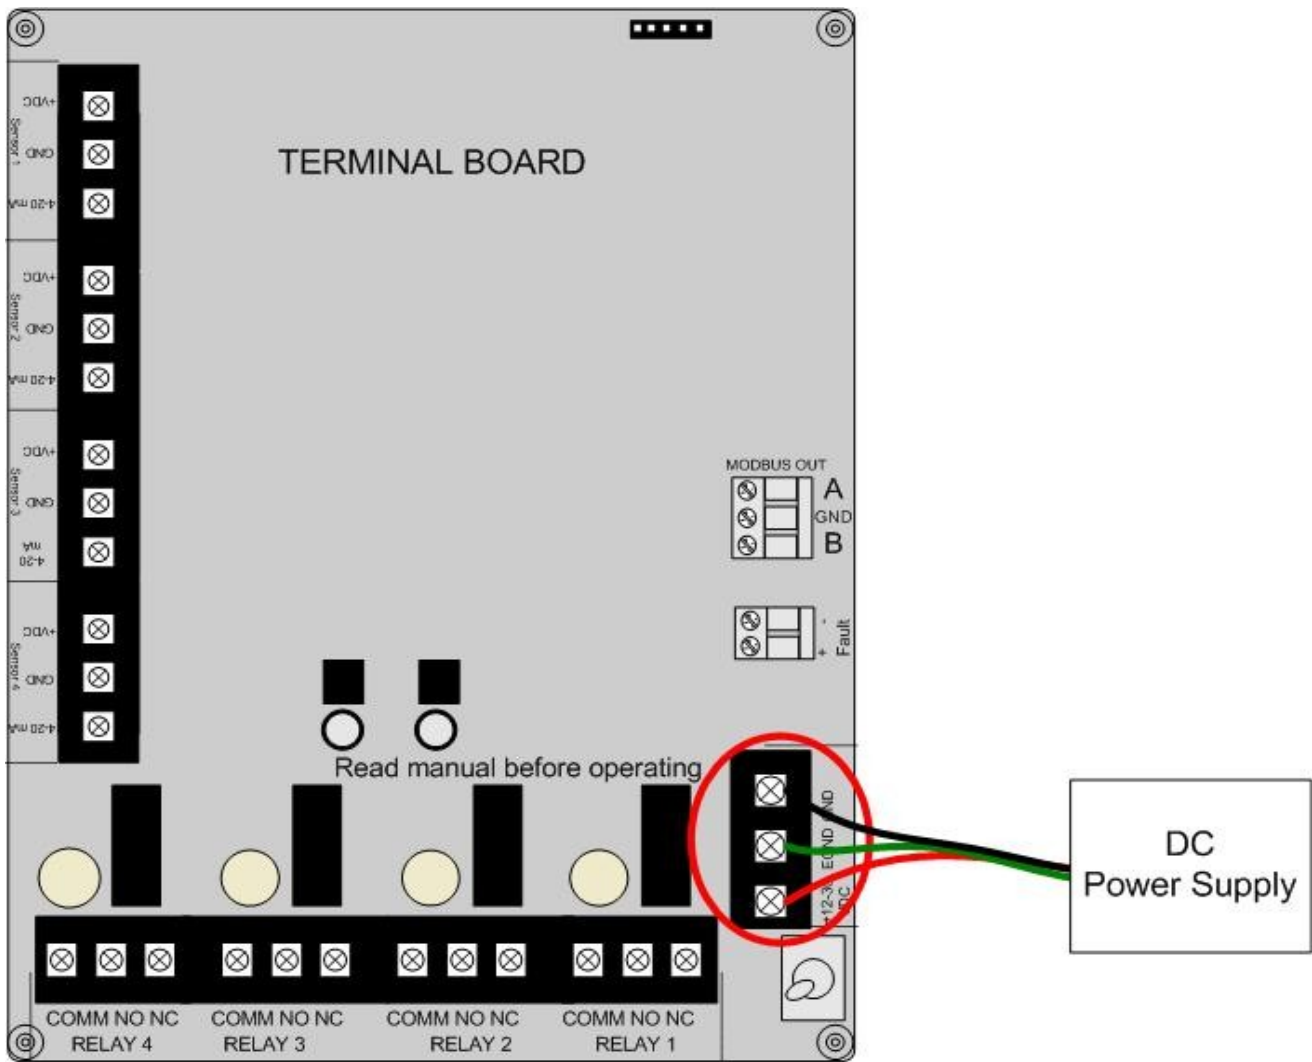 TERMINAL BOARD
+VDC
GND
4-20 mA
Sensor 1
+VDC
GND
4-20 mA
Sensor 2
+VDC
GND
4-20
mA
Sensor 3
+VDC
GND
4-20 mA
Sensor 4
MODBUS OUT
A
GND
B
-
+
Fault
Read manual before operating
GND
EGND
+12-3
VDC
DC
Power Supply
COMM NO NC
RELAY 4
COMM NO NC
RELAY 3
COMM NO NC
RELAY 2
COMM NO NC
RELAY 1